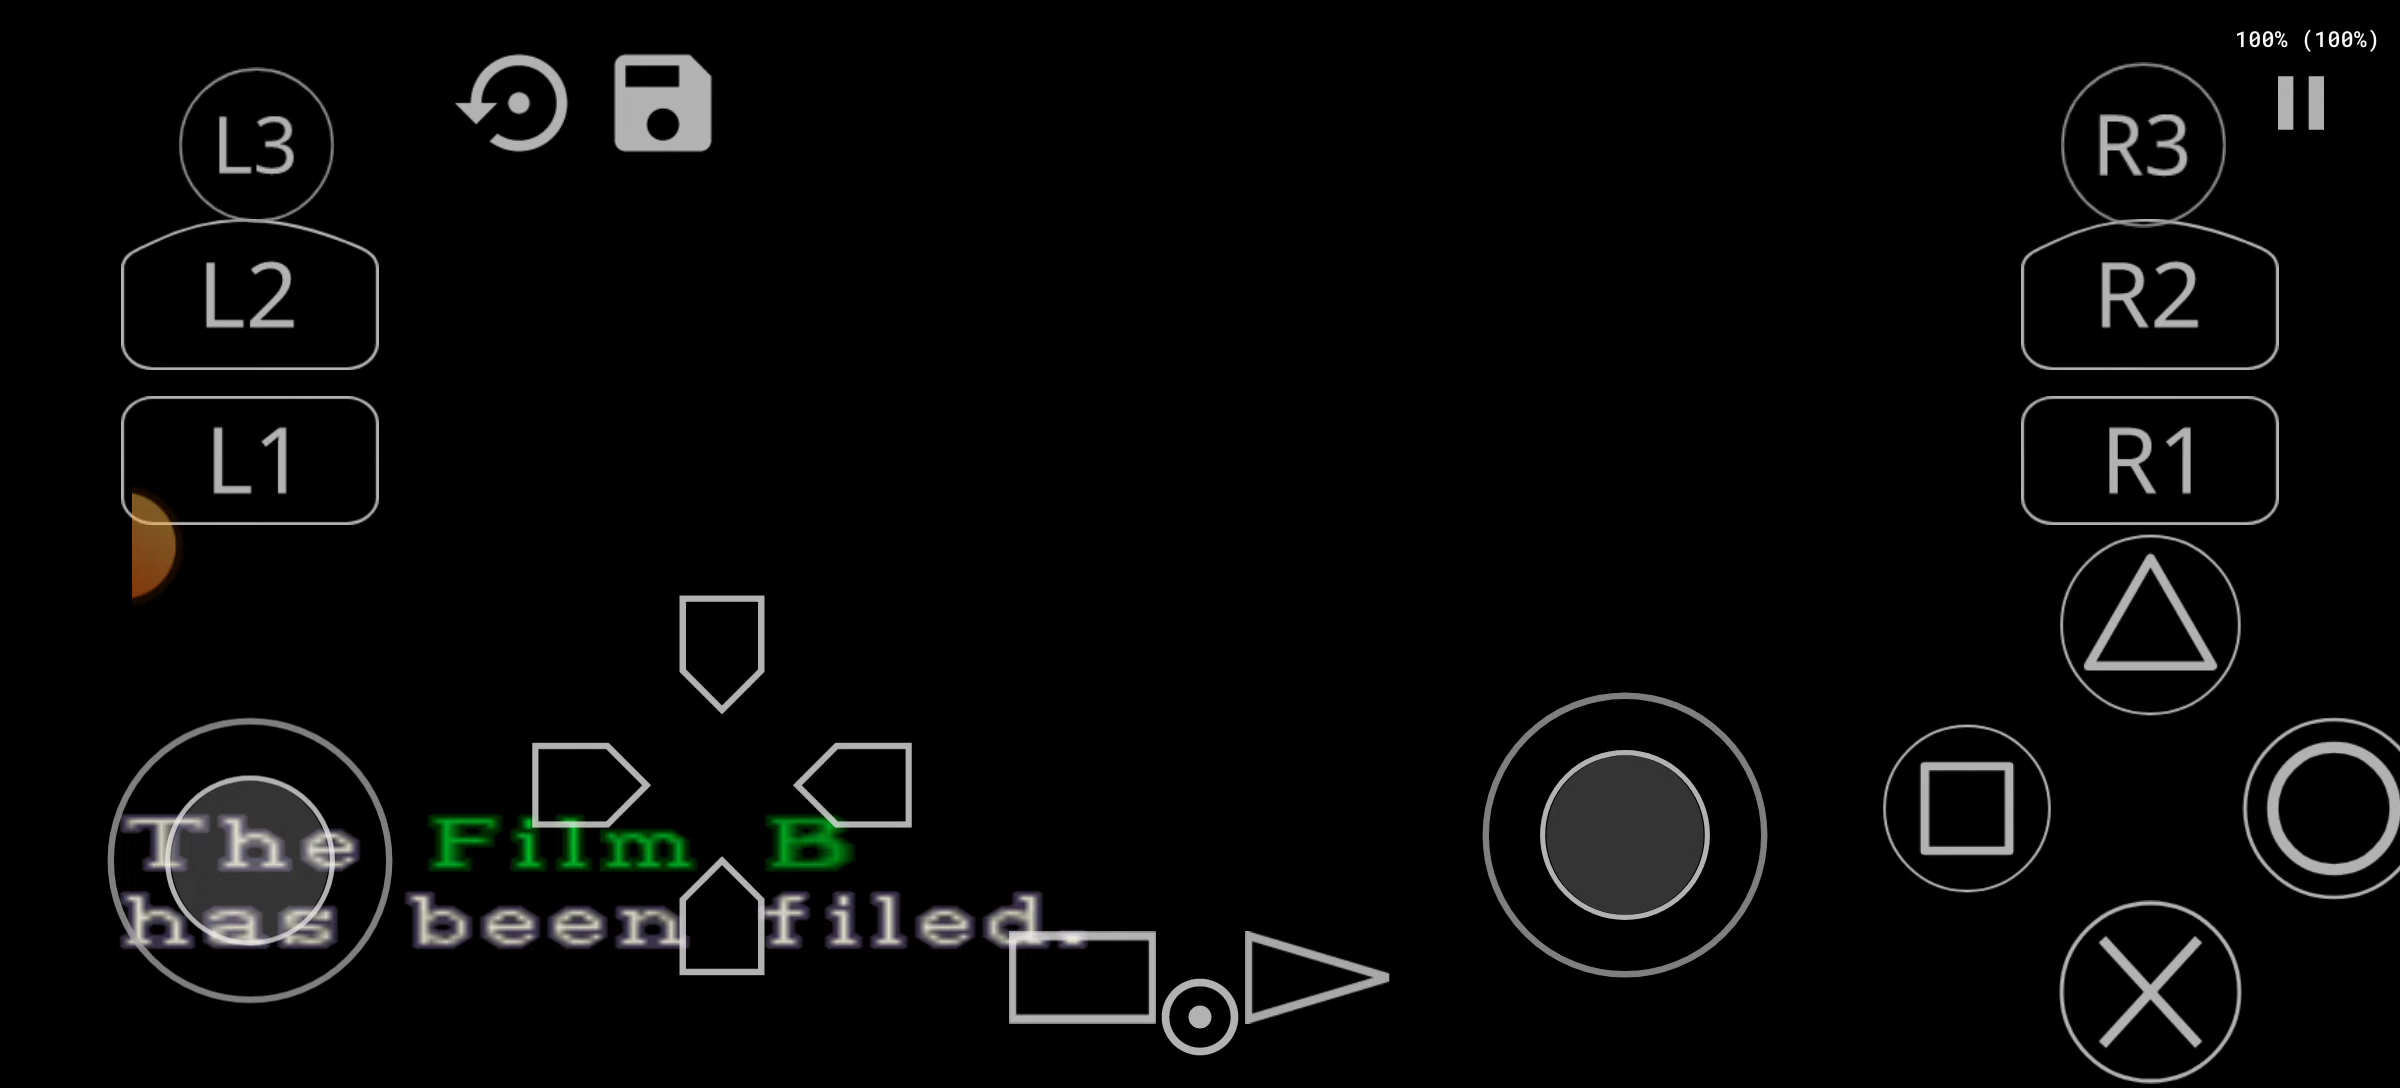 100% (100%)
L3
R3
L2
R2
L1
R1
The Film B
has been filed.